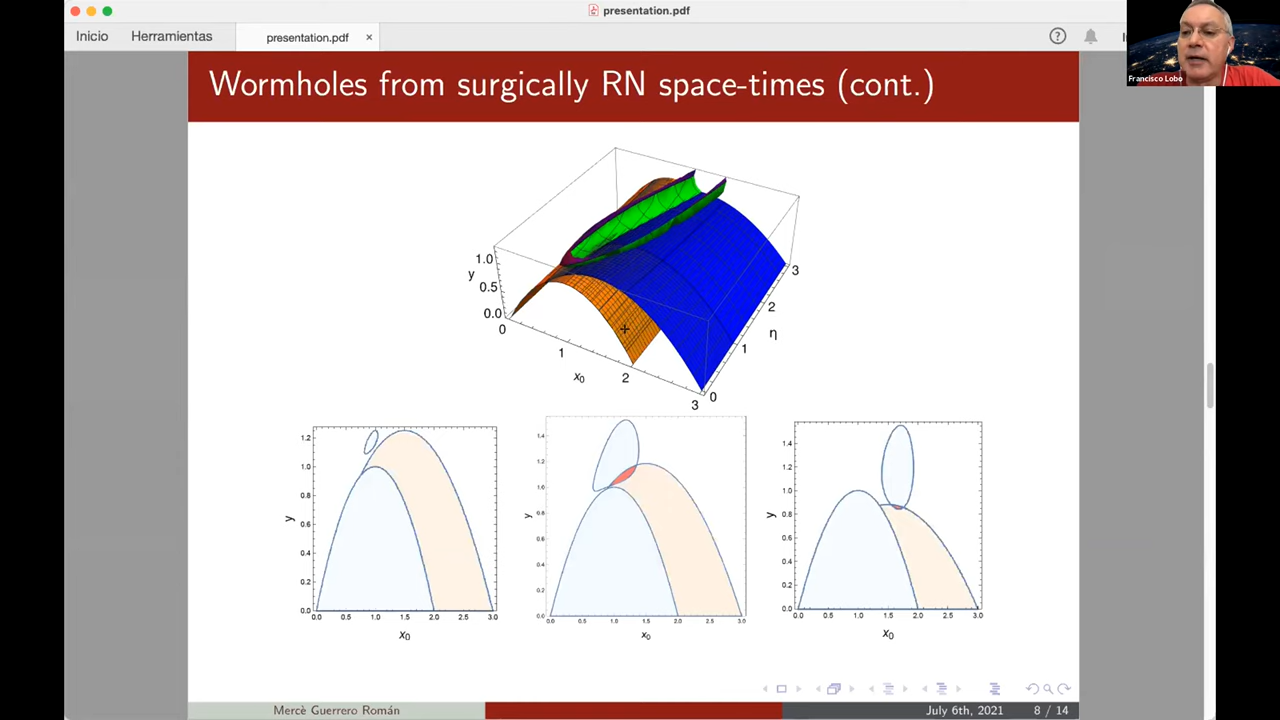 presentation.pdf
Inicio Herramientas presentation.pdf ×
Francisco Lobo
Wormholes from surgically RN space-times (cont.)
1.0
y
0.5
0.0
0
1
x₀
2
3
0
1
η
2
3
1.2
1.0
0.8
y
0.6
0.4
0.2
0.0
0.0 0.5 1.0 1.5 2.0 2.5 3.0
x₀
1.4
1.2
1.0
y
0.8
0.6
0.4
0.2
0.0
0.0 0.5 1.0 1.5 2.0 2.5 3.0
x₀
1.4
1.2
1.0
y
0.8
0.6
0.4
0.2
0.0
0.0 0.5 1.0 1.5 2.0 2.5 3.0
x₀
Mercè Guerrero Román July 6th, 2021 8 / 14